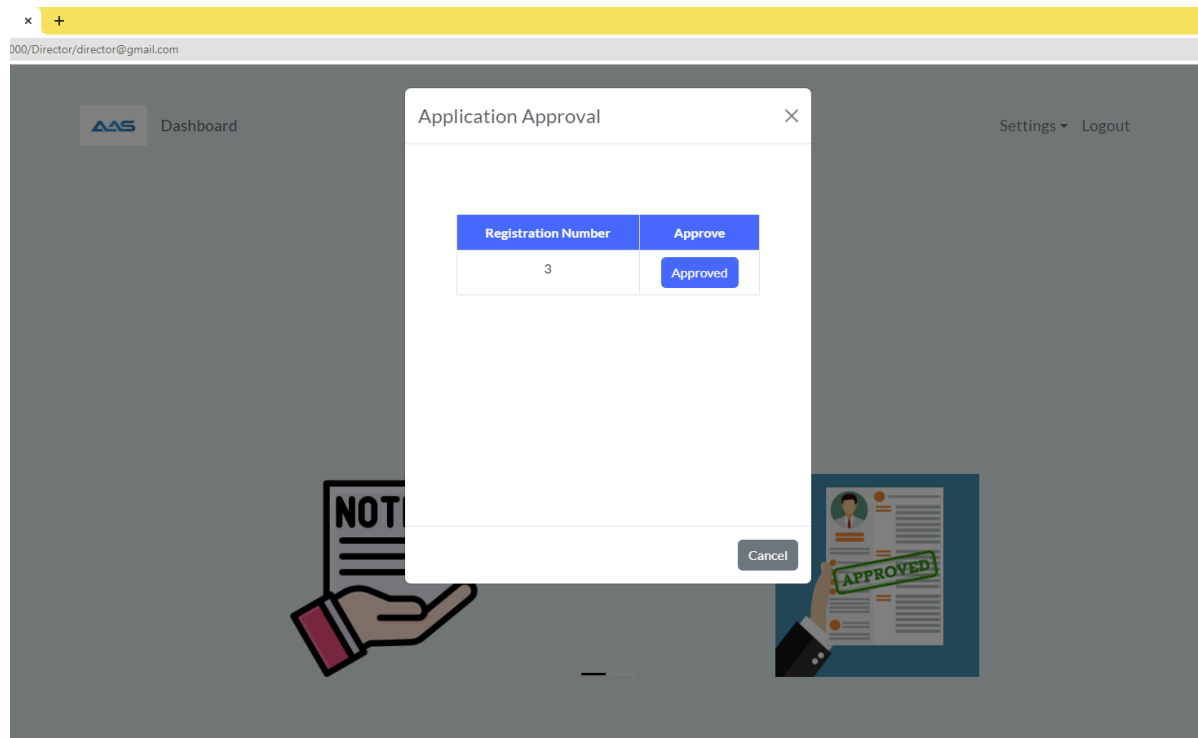 000/Director/director@gmail.com
AAS Dashboard
Settings Logout
Application Approval
Registration Number Approve
3 Approved
NOT
APPROVED
Cancel